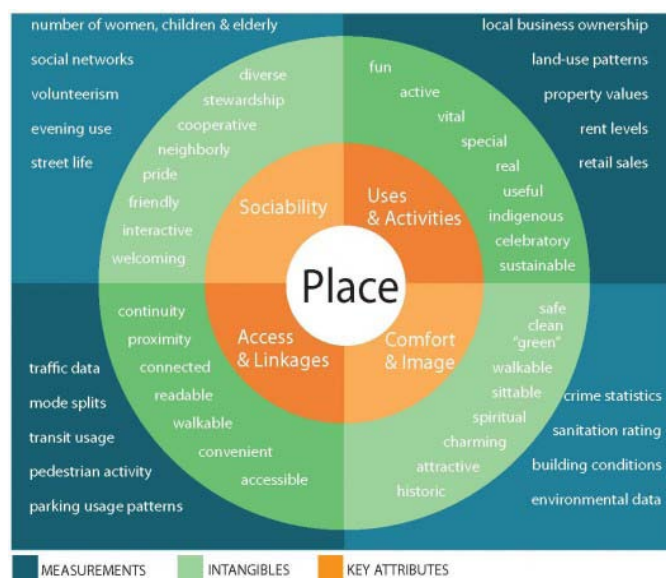 number of women, children & elderly
social networks
volunteerism
evening use
street life
diverse
stewardship
cooperative
neighborly
pride
friendly
interactive
welcoming
Sociability
fun
active
vital
special
real
useful
indigenous
celebratory
sustainable
Uses
& Activities
local business ownership
land-use patterns
property values
rent levels
retail sales
Place
traffic data
mode splits
transit usage
pedestrian activity
parking usage patterns
continuity
proximity
connected
readable
walkable
convenient
accessible
Access
& Linkages
Comfort
& Image
safe
clean
"green"
walkable
sittable
spiritual
charming
attractive
historic
crime statistics
sanitation rating
building conditions
environmental data
MEASUREMENTS
INTANGIBLES
KEY ATTRIBUTES